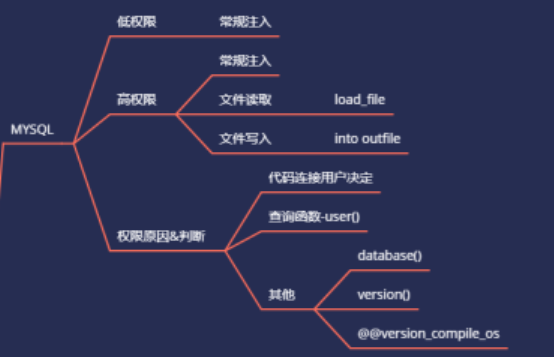 MYSQL
低权限
常规注入
高权限
常规注入
文件读取
load_file
文件写入
into outfile
权限原因&判断
代码连接用户决定
查询函数-user()
其他
database()
version()
@@version_compile_os